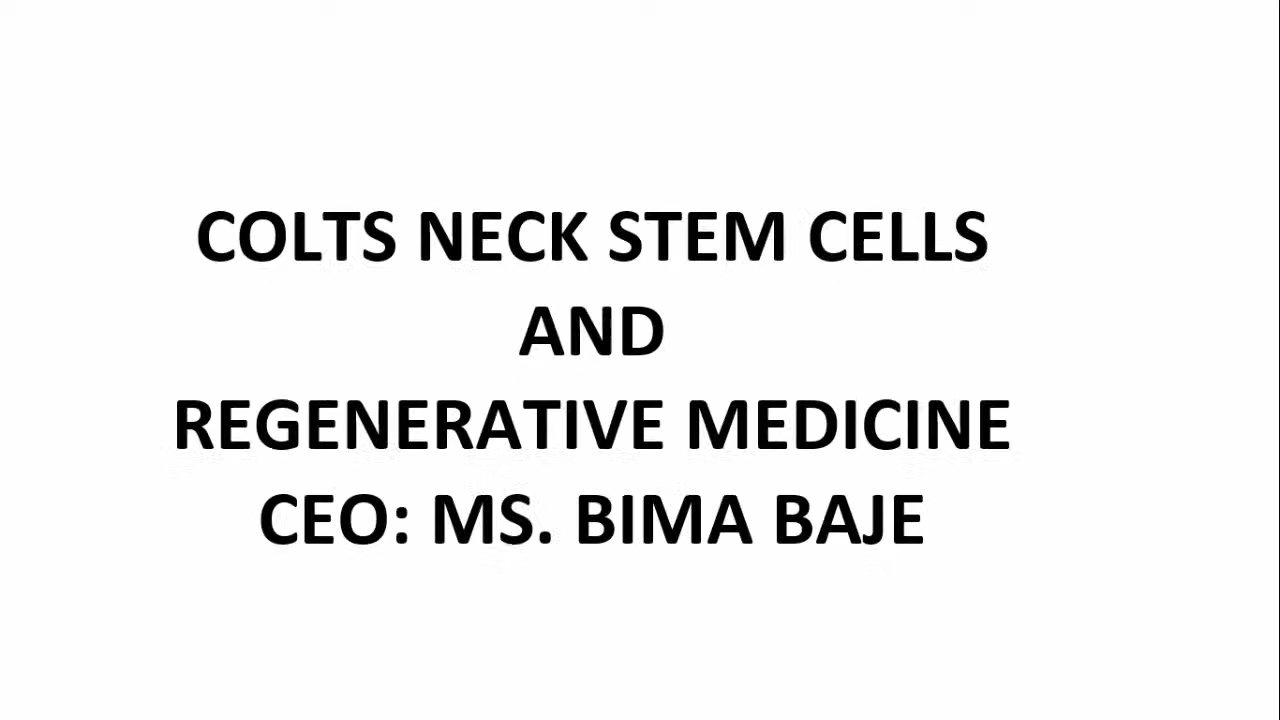 COLTS NECK STEM CELLS
AND
REGENERATIVE MEDICINE
CEO: MS. BIMA BAJE